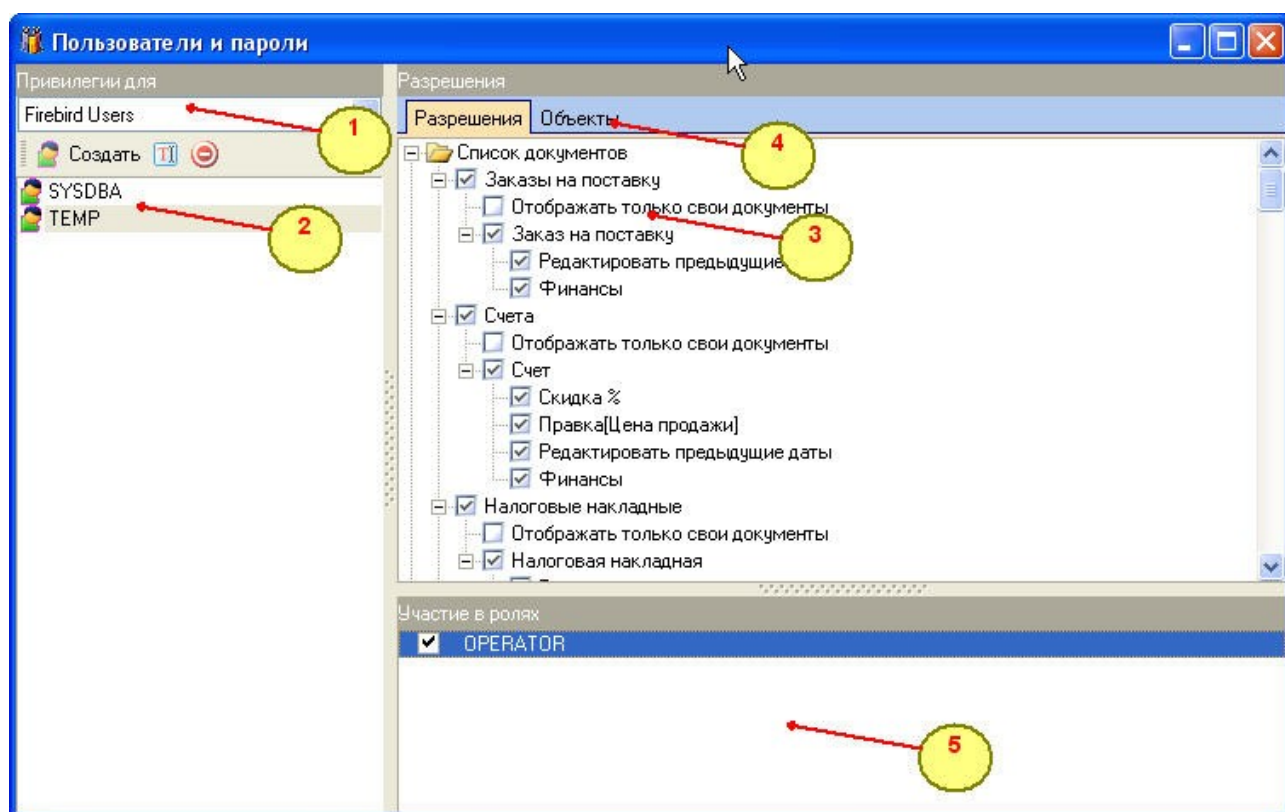 Пользователи и пароли
Привилегии для
Firebird Users
1
Создать
SYSDBA
TEMP
2
Разрешения
Разрешения Объекты
4
Список документов
Заказы на поставку
Отображать только свои документы
3
Заказ на поставку
Редактировать предыдущие
Финансы
Счета
Отображать только свои документы
Счет
Скидка %
Правка[Цена продажи]
Редактировать предыдущие даты
Финансы
Налоговые накладные
Отображать только свои документы
Налоговая накладная
Участие в ролях
OPERATOR
5